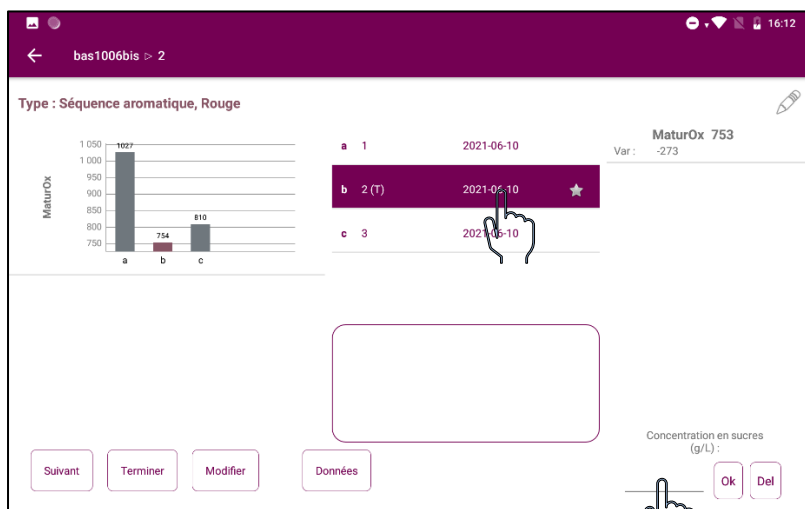 16:12
bas1006bis ▷ 2
Type : Séquence aromatique, Rouge
MaturOx
1 050
1 000
950
900
850
800
750
1027
754
810
a
b
c
a 1 2021-06-10
b 2 (T) 2021-06-10
c 3 2021-06-10
MaturOx 753
Var : -273
Concentration en sucres
(g/L) :
Suivant
Terminer
Modifier
Données
Ok
Del